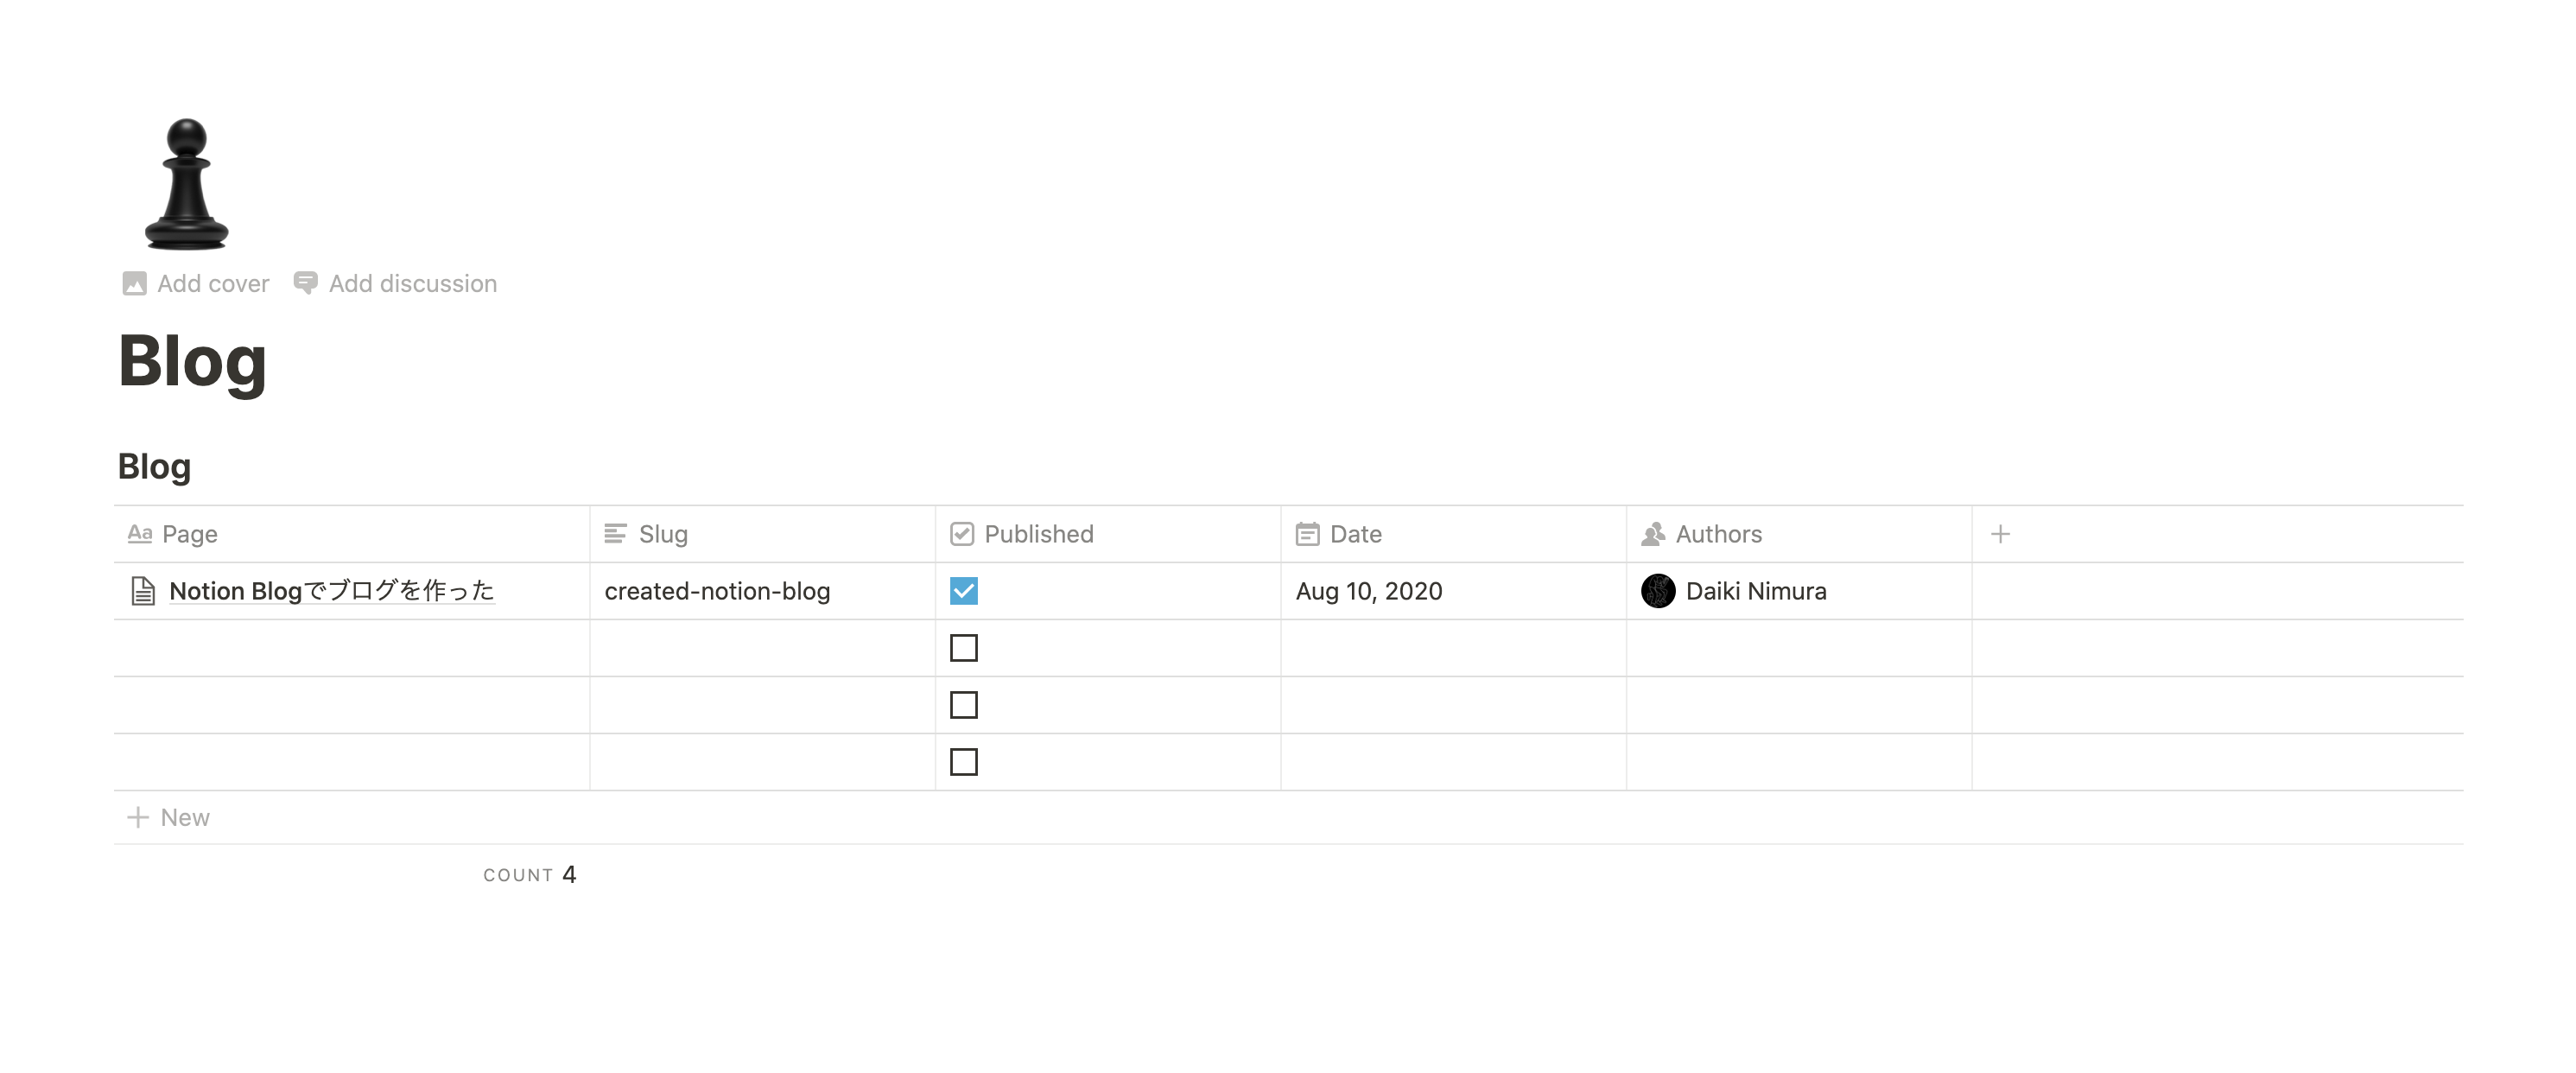 Add cover Add discussion
Blog
Blog
Aa Page Slug Published Date Authors
Notion Blogでブログを作った created-notion-blog Aug 10, 2020 Daiki Nimura
New
COUNT 4